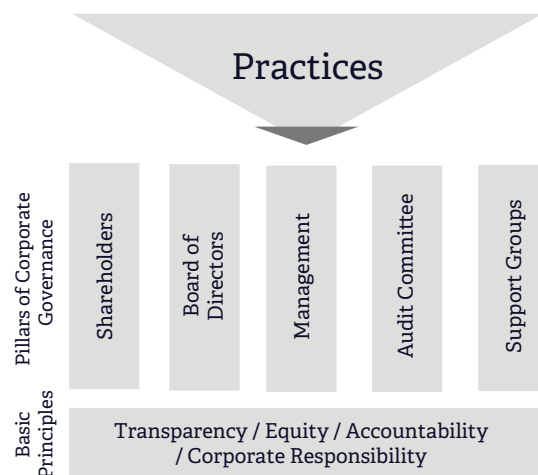 Practices
Pillars of Corporate
Governance
Shareholders
Board of
Directors
Management
Audit Committee
Support Groups
Basic
Principles
Transparency / Equity / Accountability
/ Corporate Responsibility